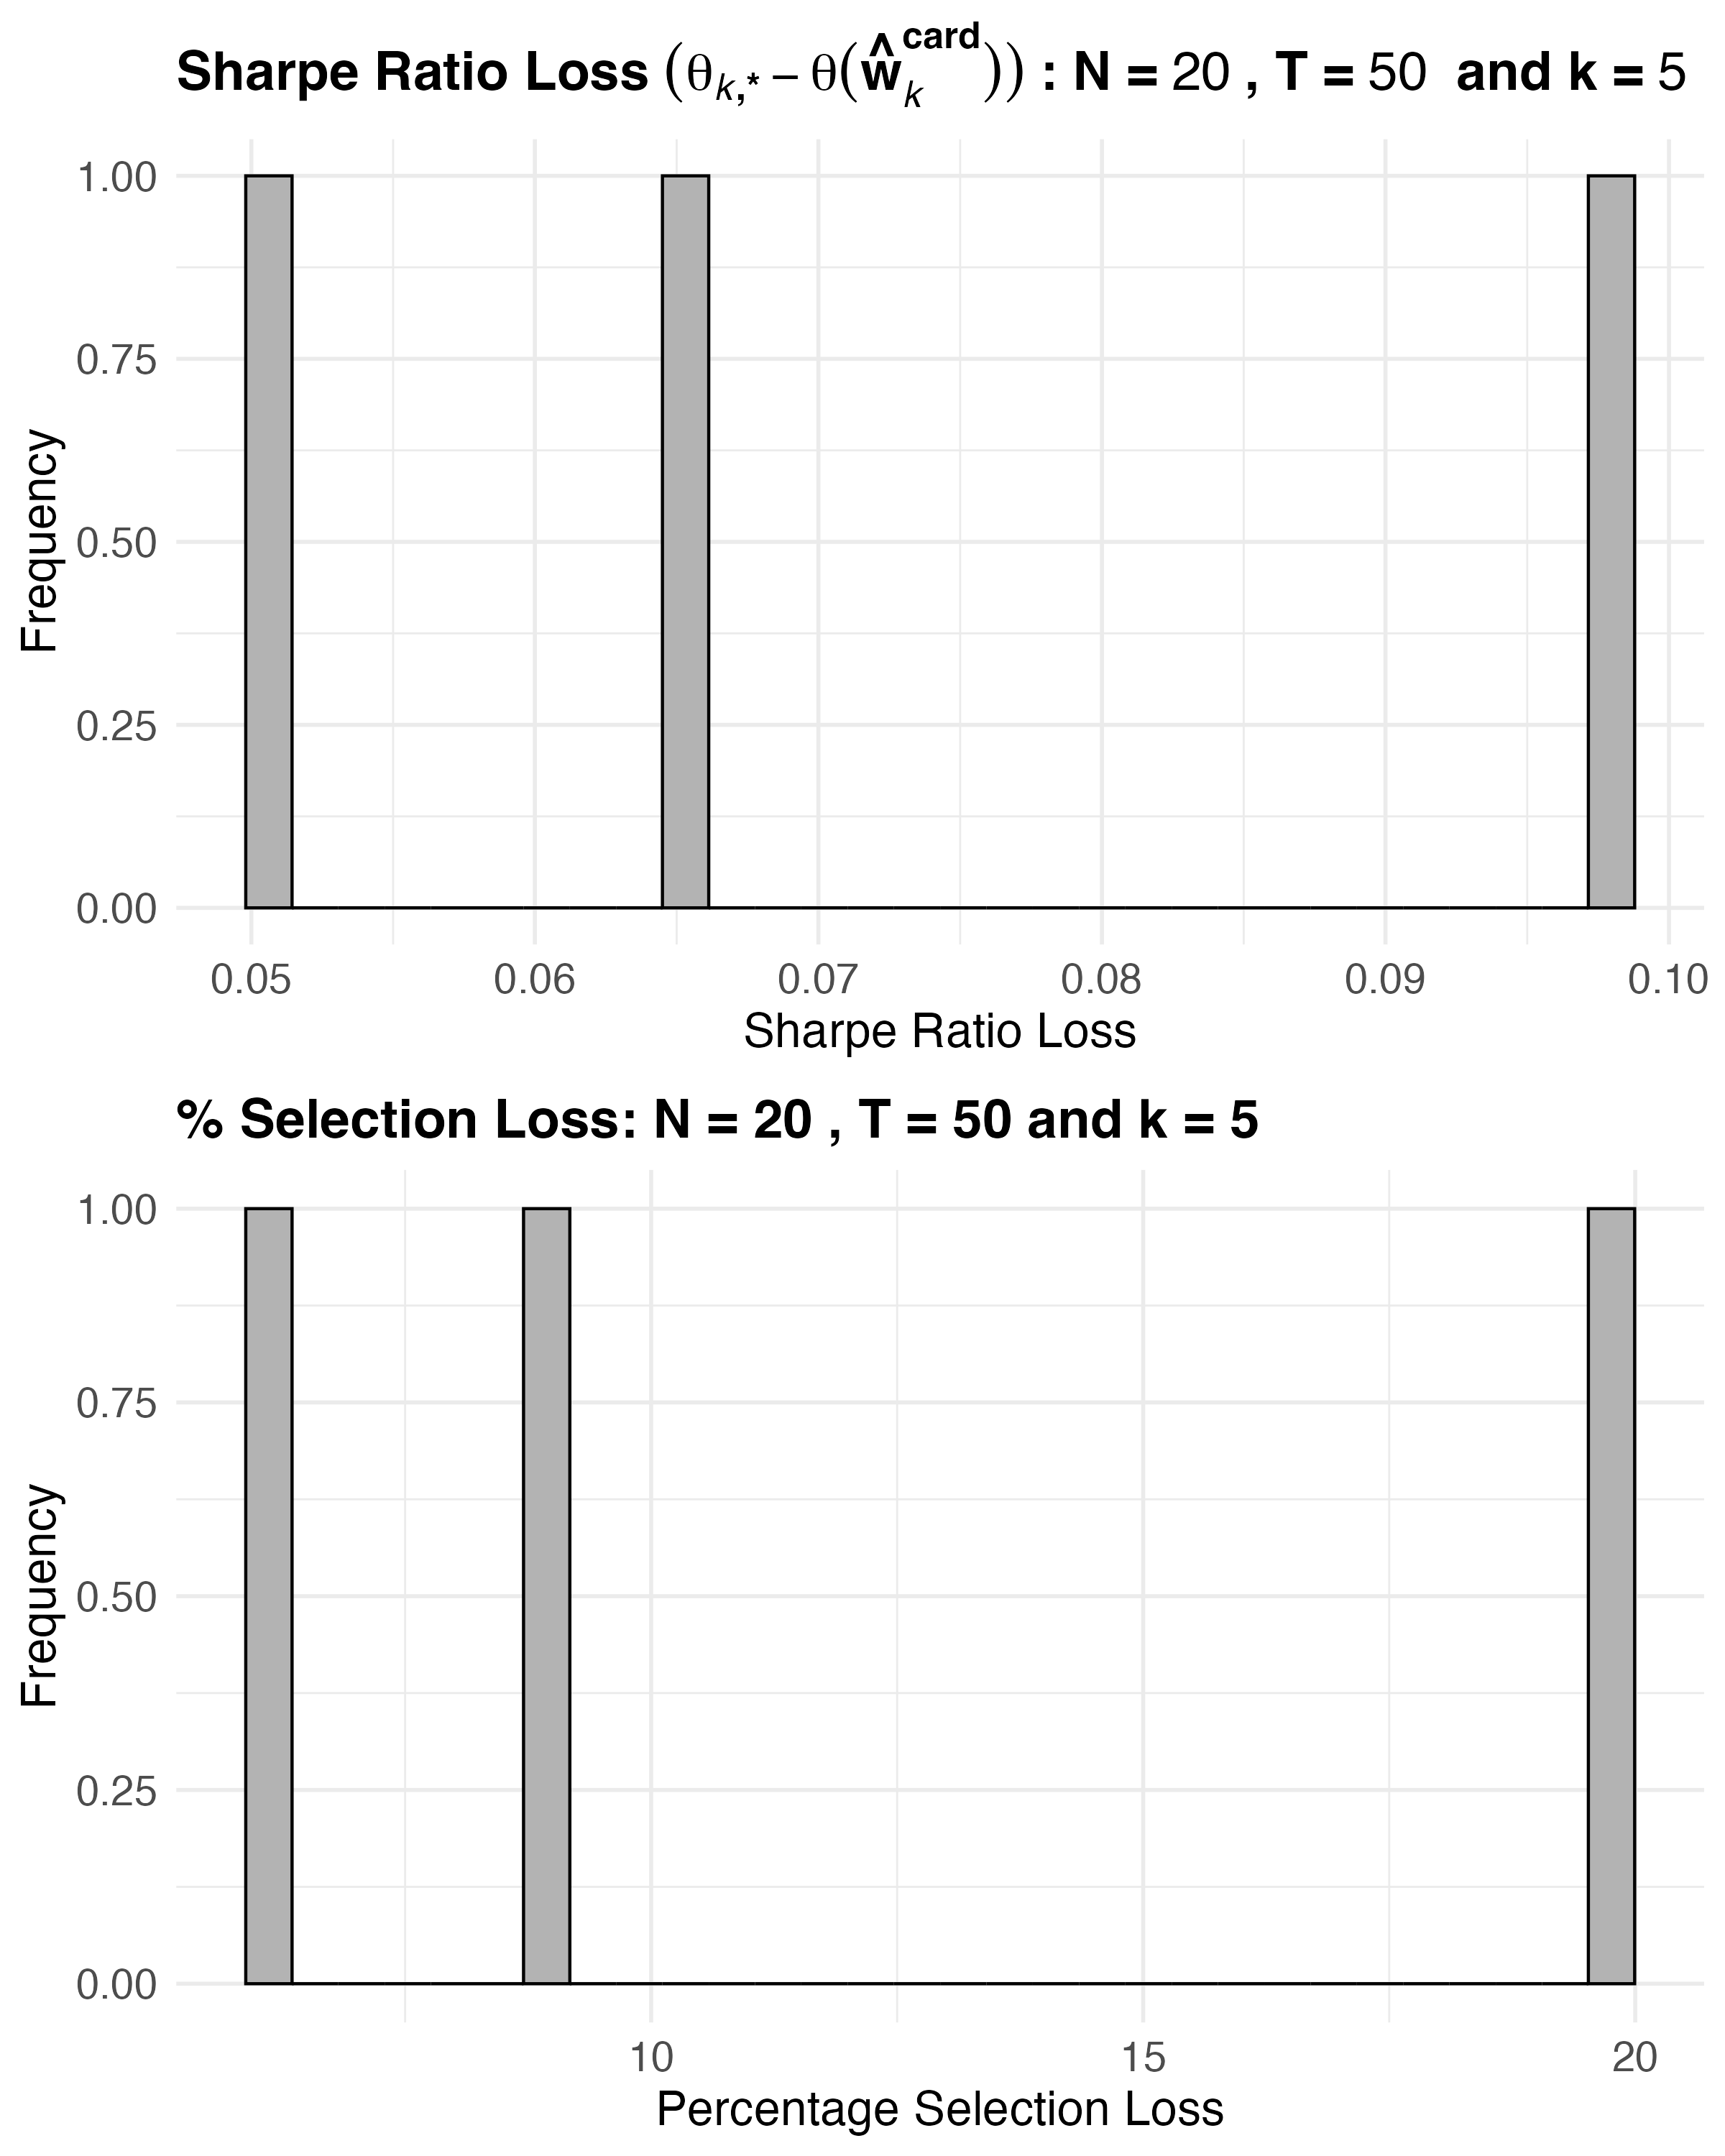 Sharpe Ratio Loss (θk,* − θ(ŵk^card)) : N = 20 , T = 50 and k = 5
1.00
0.75
0.50
0.25
0.00
Frequency
0.05 0.06 0.07 0.08 0.09 0.10
Sharpe Ratio Loss
% Selection Loss: N = 20 , T = 50 and k = 5
1.00
0.75
0.50
0.25
0.00
Frequency
10 15 20
Percentage Selection Loss